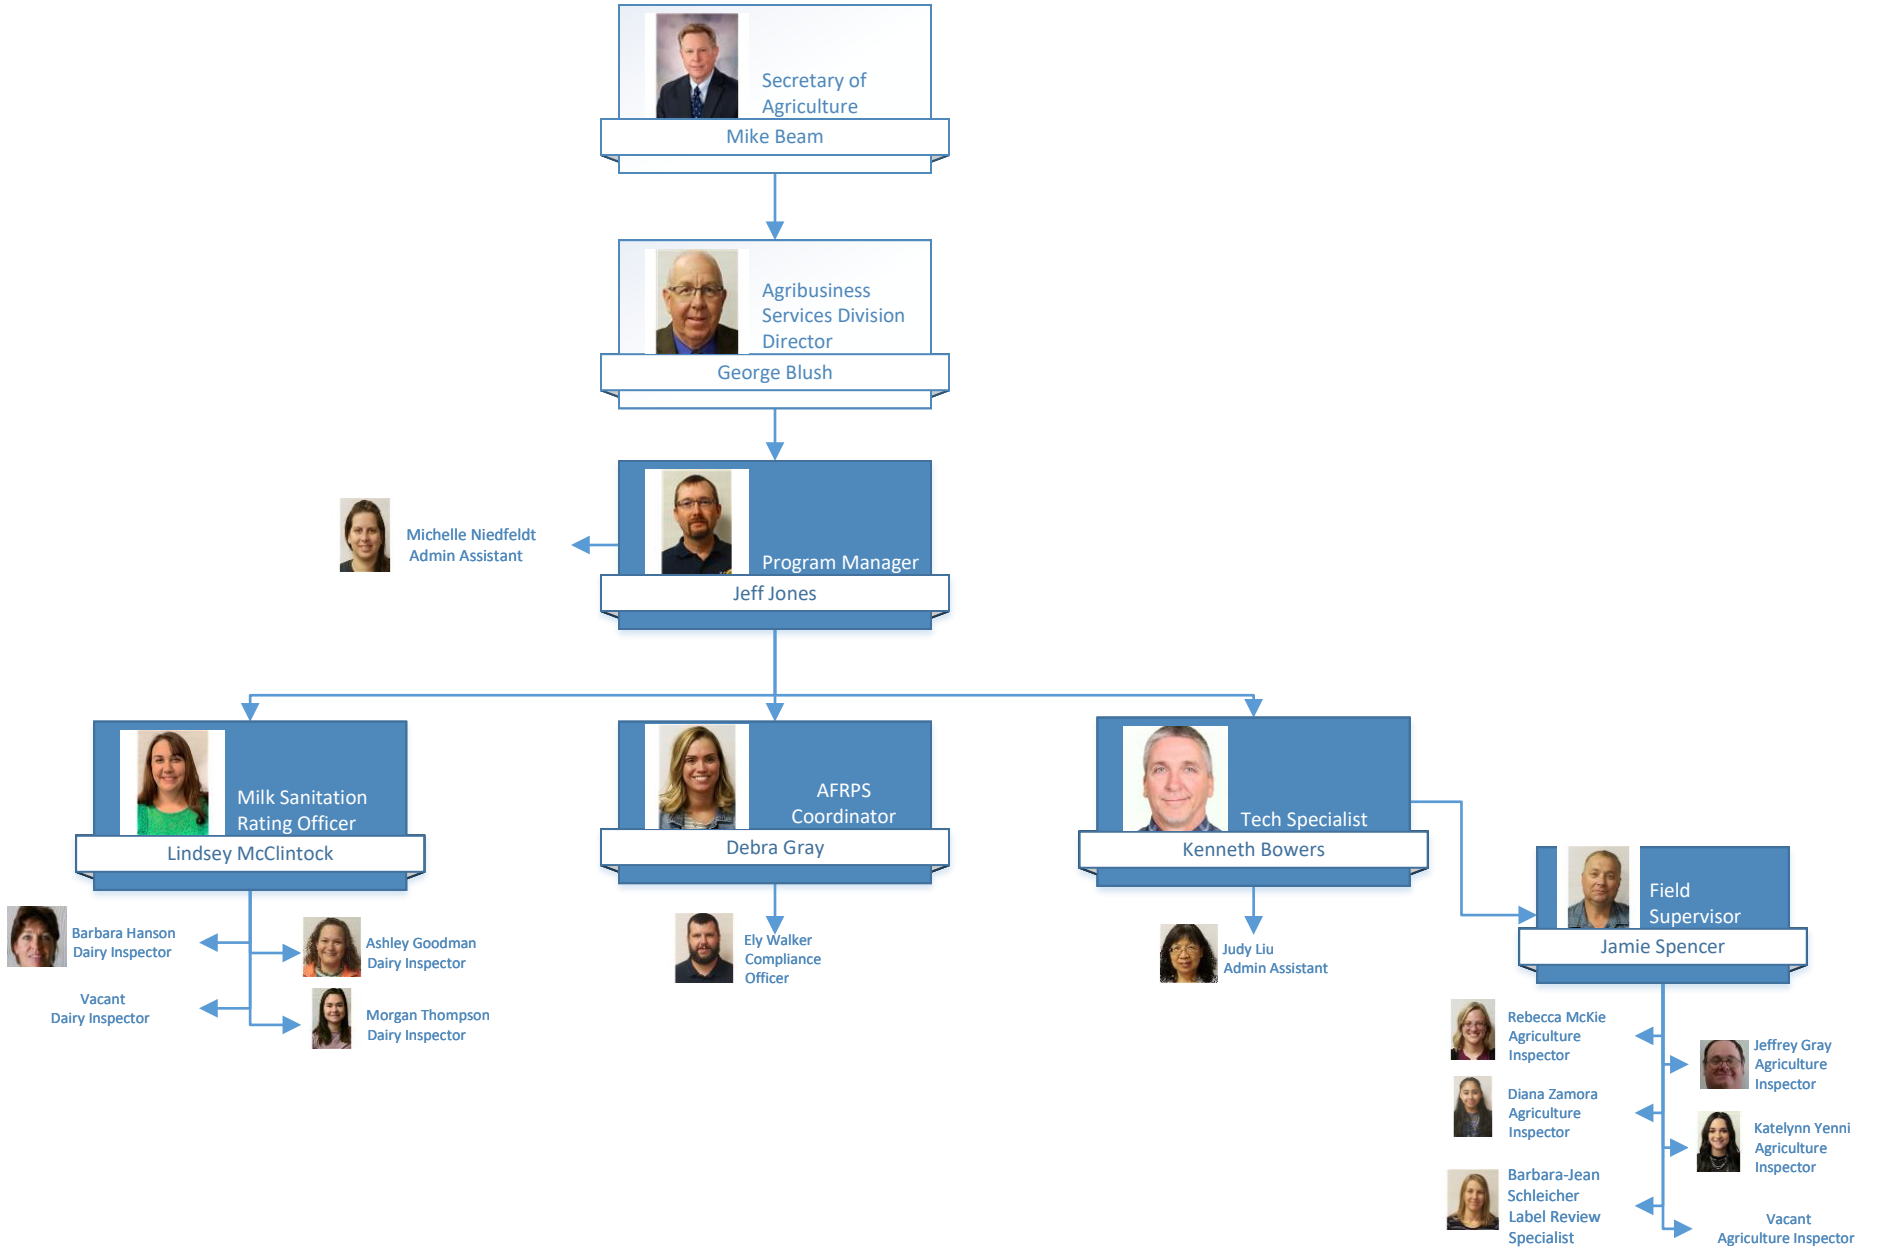 Secretary of
Agriculture
Mike Beam
Agribusiness
Services Division
Director
George Blush
Michelle Niedfeldt
Admin Assistant
Program Manager
Jeff Jones
Milk Sanitation
Rating Officer
Lindsey McClintock
AFRPS
Coordinator
Debra Gray
Tech Specialist
Kenneth Bowers
Field
Supervisor
Jamie Spencer
Barbara Hanson
Dairy Inspector
Ashley Goodman
Dairy Inspector
Vacant
Dairy Inspector
Morgan Thompson
Dairy Inspector
Ely Walker
Compliance
Officer
Judy Liu
Admin Assistant
Rebecca McKie
Agriculture
Inspector
Jeffrey Gray
Agriculture
Inspector
Diana Zamora
Agriculture
Inspector
Katelynn Yenni
Agriculture
Inspector
Barbara-Jean
Schleicher
Label Review
Specialist
Vacant
Agriculture Inspector